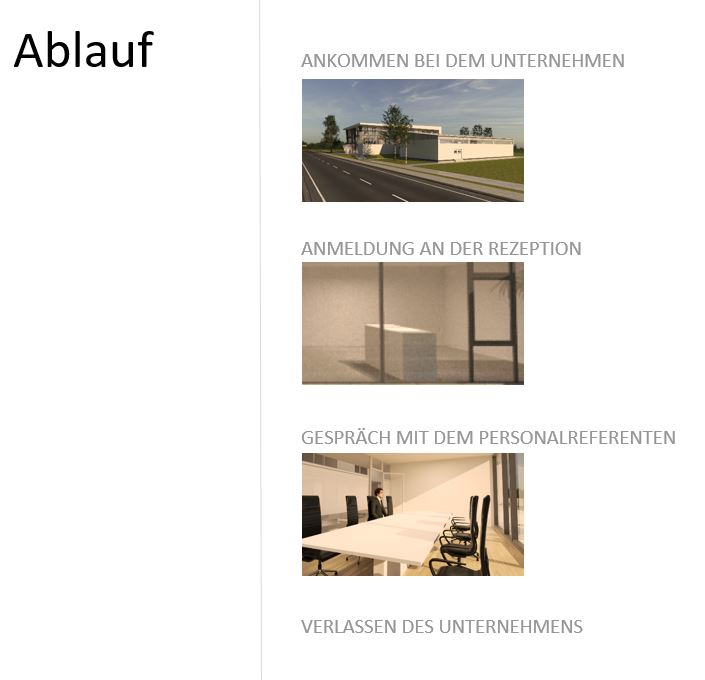 Ablauf
ANKOMMEN BEI DEM UNTERNEHMEN
ANMELDUNG AN DER REZEPTION
GESPRÄCH MIT DEM PERSONALREFERENTEN
VERLASSEN DES UNTERNEHMENS